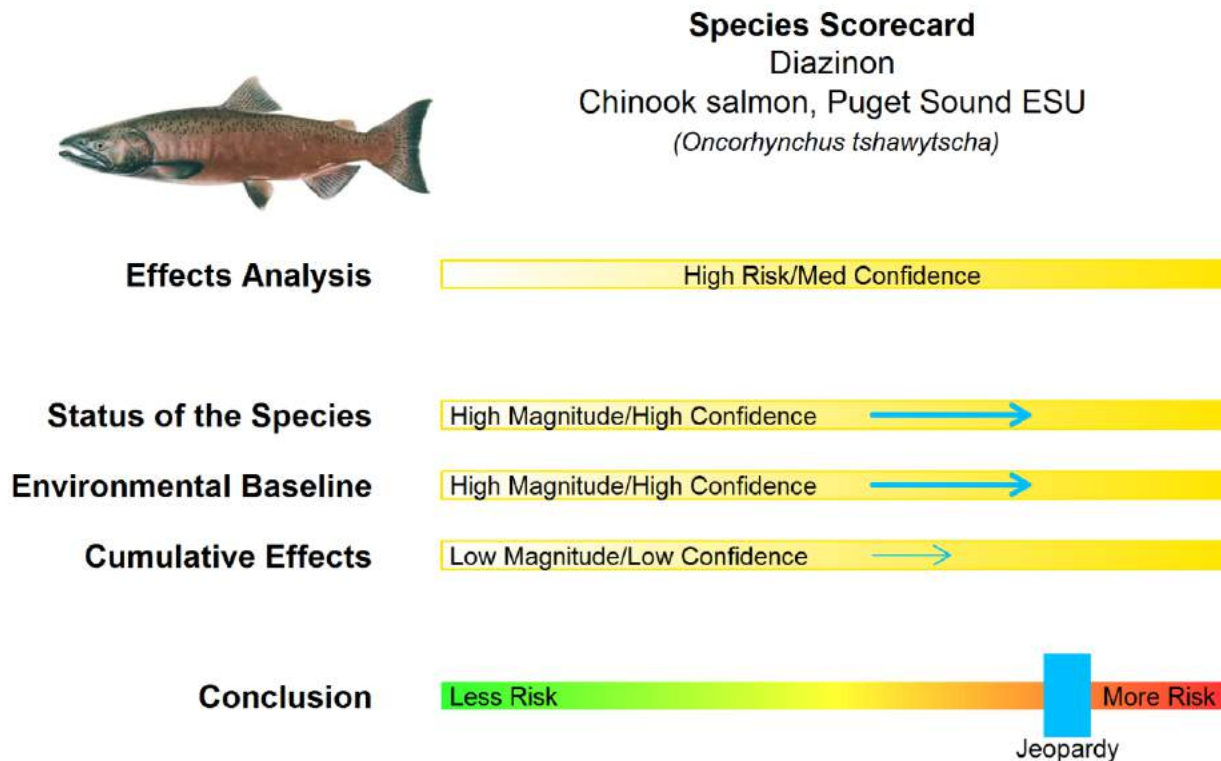 Species Scorecard
Diazinon
Chinook salmon, Puget Sound ESU
(Oncorhynchus tshawytscha)
Effects Analysis
High Risk/Med Confidence
Status of the Species
High Magnitude/High Confidence
Environmental Baseline
High Magnitude/High Confidence
Cumulative Effects
Low Magnitude/Low Confidence
Conclusion
Less Risk
More Risk
Jeopardy